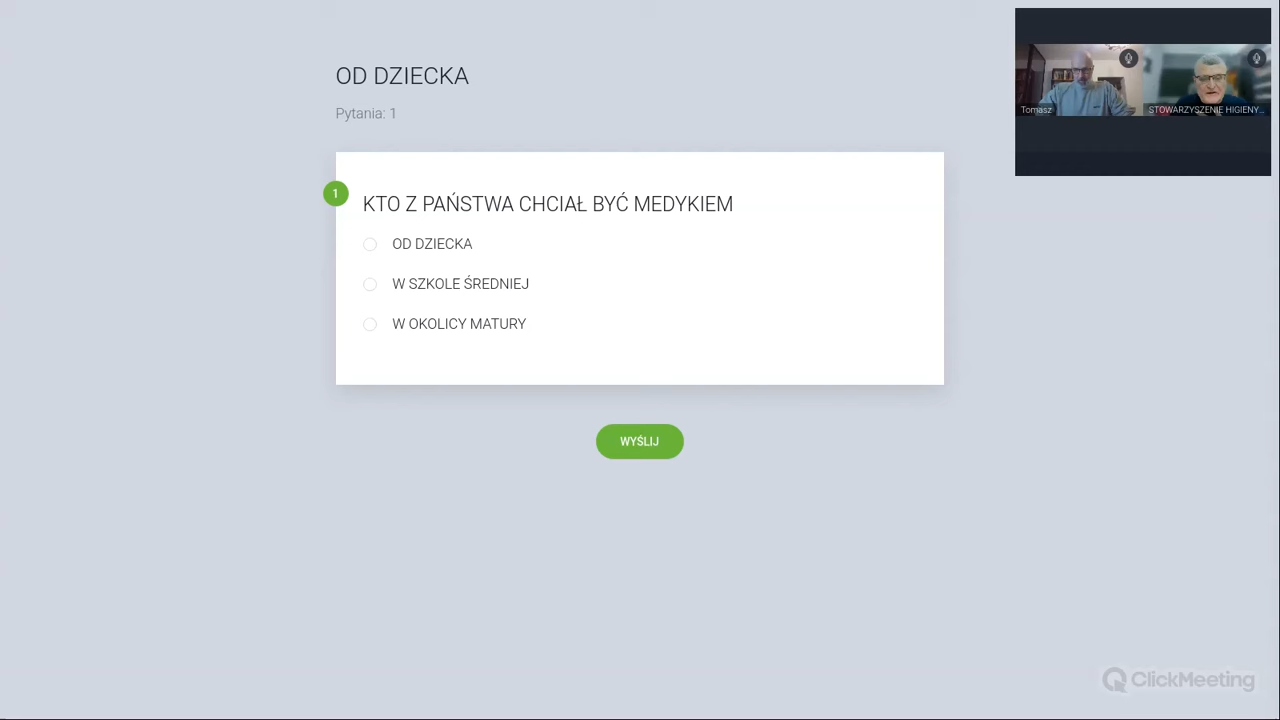 OD DZIECKA
Pytania: 1
1
KTO Z PAŃSTWA CHCIAŁ BYĆ MEDYKIEM
OD DZIECKA
W SZKOLE ŚREDNIEJ
W OKOLICY MATURY
WYŚLIJ
Tomasz
STOWARZYSZENIE HIGIENY...
ClickMeeting